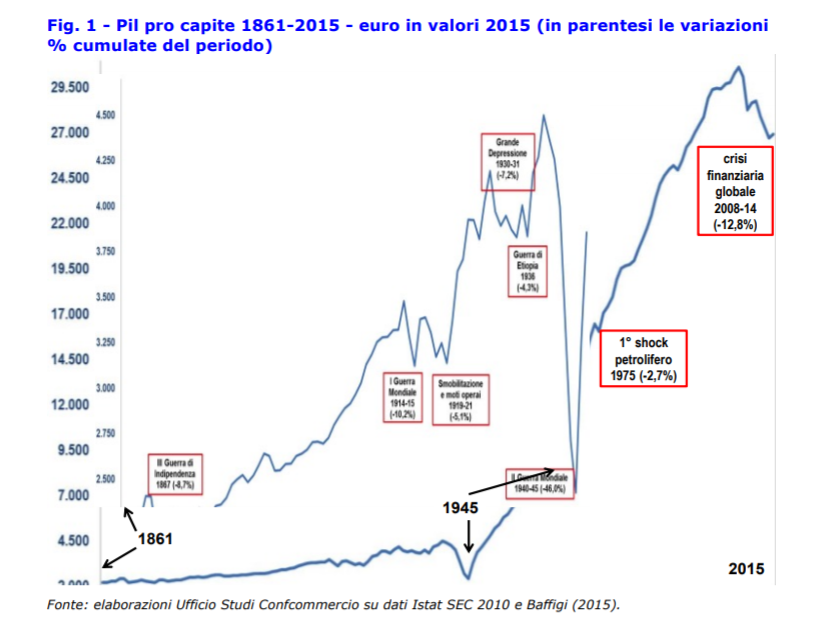 Fig. 1 - Pil pro capite 1861-2015 - euro in valori 2015 (in parentesi le variazioni
% cumulate del periodo)
29.500
27.000
24.500
22.000
19.500
17.000
14.500
12.000
9.500
7.000
4.500
2.000
4.500
4.250
4.000
3.750
3.500
3.250
3.000
2.750
2.500
III Guerra di
Indipendenza
1867 (-8,7%)
I Guerra
Mondiale
1914-15
(-10,2%)
Smobilitazione
e moti operai
1919-21
(-5,1%)
Grande
Depressione
1930-31
(-7,2%)
Guerra di
Etiopia
1936
(-4,3%)
II Guerra Mondiale
1940-45 (-46,0%)
1° shock
petrolifero
1975 (-2,7%)
crisi
finanziaria
globale
2008-14
(-12,8%)
1861
1945
2015
Fonte: elaborazioni Ufficio Studi Confcommercio su dati Istat SEC 2010 e Baffigi (2015).